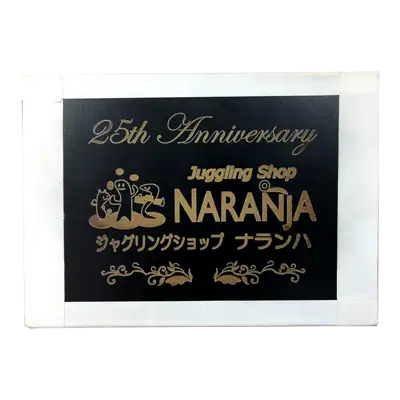 25th Anniversary
Juggling Shop
NARANJA
ジャグリングショップ ナランハ